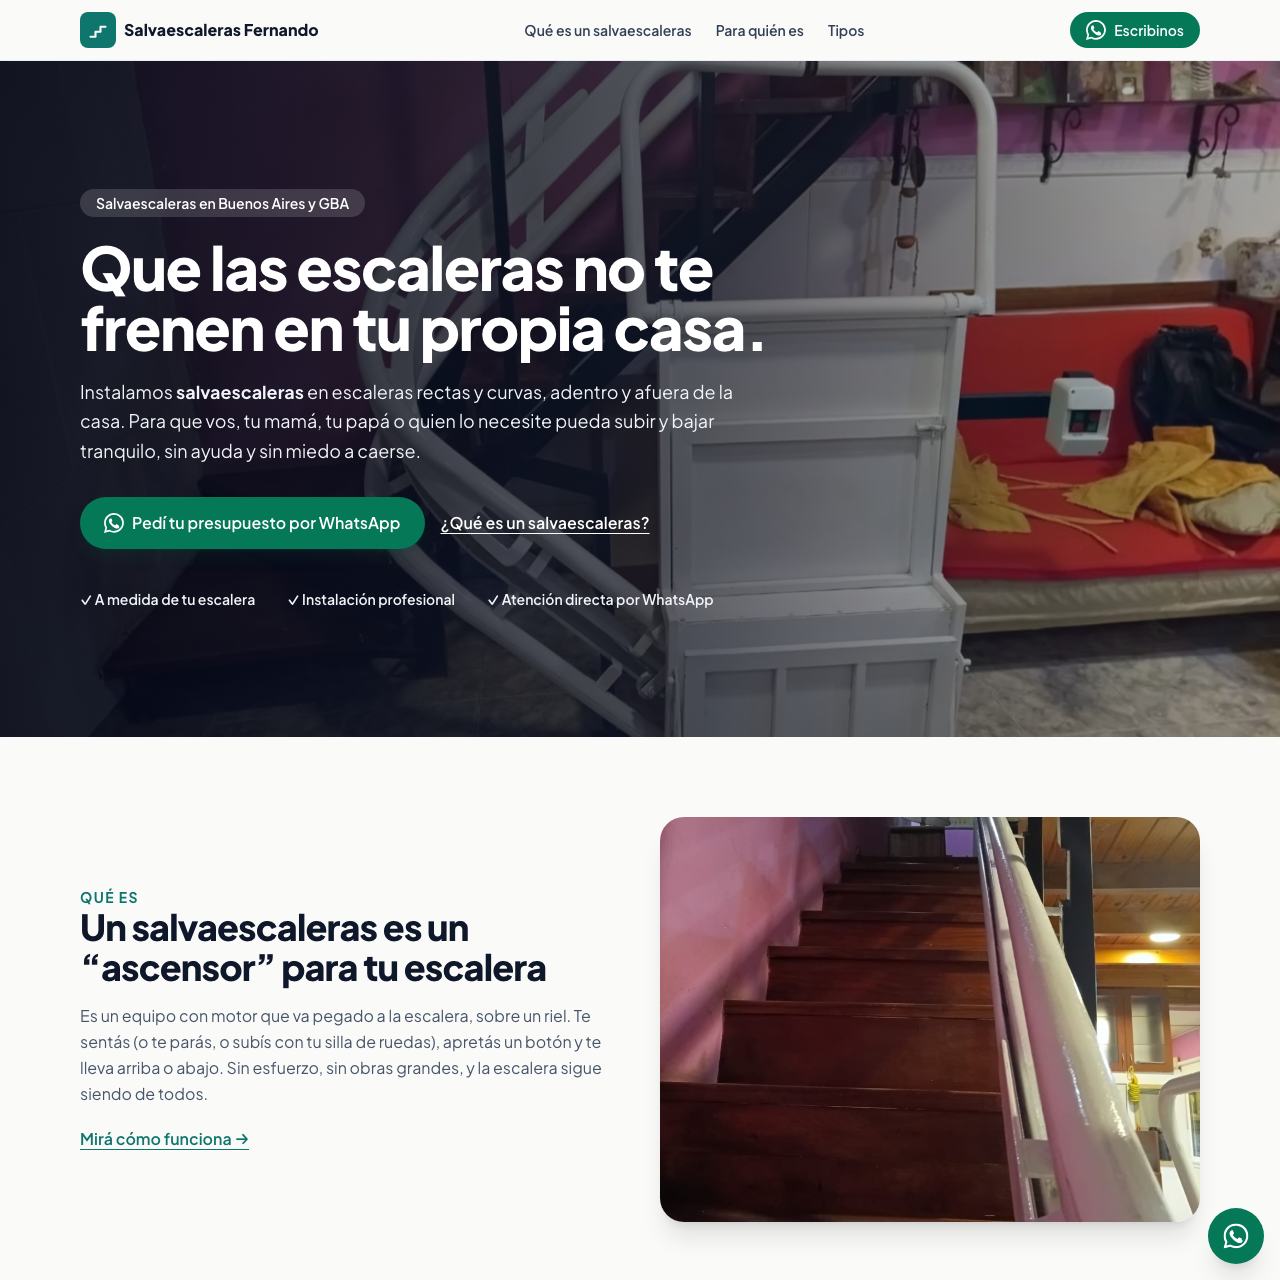 Salvaescaleras Fernando
Qué es un salvaescaleras
Para quién es
Tipos
Escribinos
Salvaescaleras en Buenos Aires y GBA
Que las escaleras no te
frenen en tu propia casa.
Instalamos salvaescaleras en escaleras rectas y curvas, adentro y afuera de la
casa. Para que vos, tu mamá, tu papá o quien lo necesite pueda subir y bajar
tranquilo, sin ayuda y sin miedo a caerse.
Pedí tu presupuesto por WhatsApp
¿Qué es un salvaescaleras?
✓ A medida de tu escalera
✓ Instalación profesional
✓ Atención directa por WhatsApp
QUÉ ES
Un salvaescaleras es un
“ascensor” para tu escalera
Es un equipo con motor que va pegado a la escalera, sobre un riel. Te
sentás (o te parás, o subís con tu silla de ruedas), apretás un botón y te
lleva arriba o abajo. Sin esfuerzo, sin obras grandes, y la escalera sigue
siendo de todos.
Mirá cómo funciona →